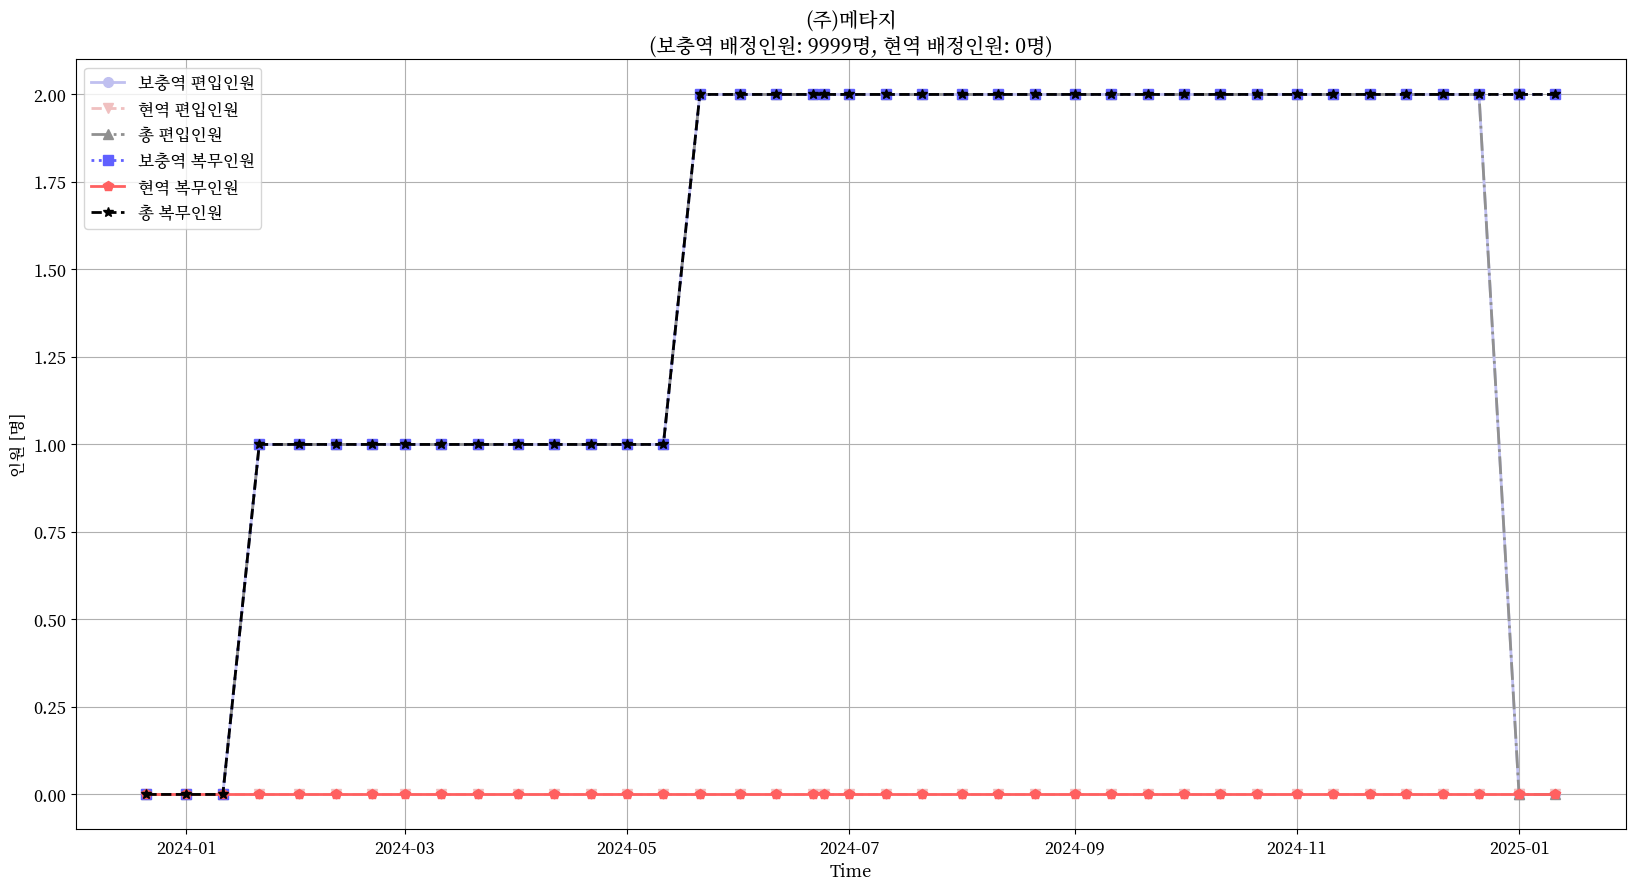 (주)메타지
(보충역 배정인원: 9999명, 현역 배정인원: 0명)
보충역 편입인원
현역 편입인원
총 편입인원
보충역 복무인원
현역 복무인원
총 복무인원
2.00
1.75
1.50
1.25
1.00
0.75
0.50
0.25
0.00
인원 [명]
2024-01
2024-03
2024-05
2024-07
2024-09
2024-11
2025-01
Time